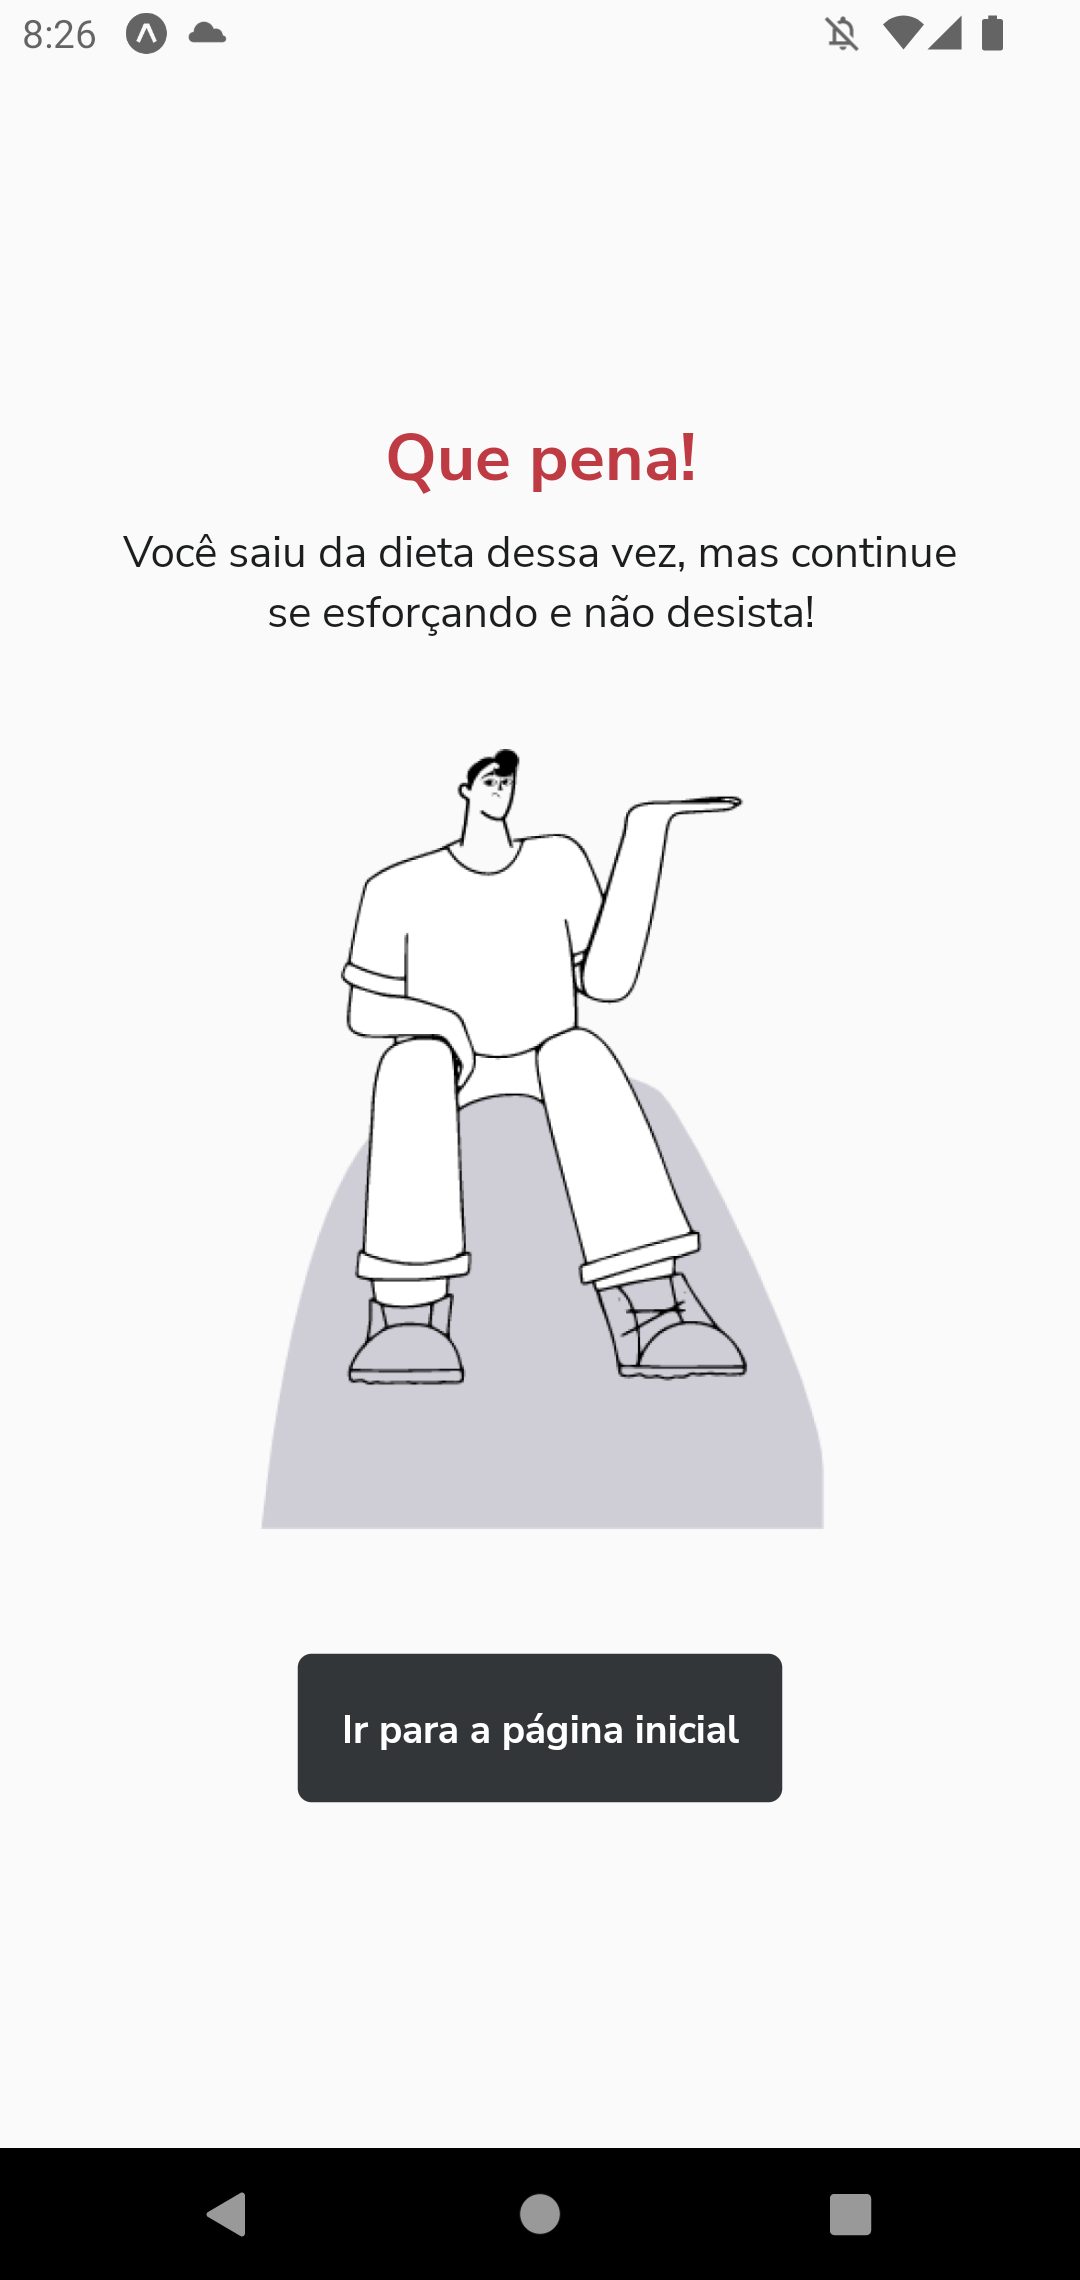 8:26
Que pena!
Você saiu da dieta dessa vez, mas continue
se esforçando e não desista!
Ir para a página inicial